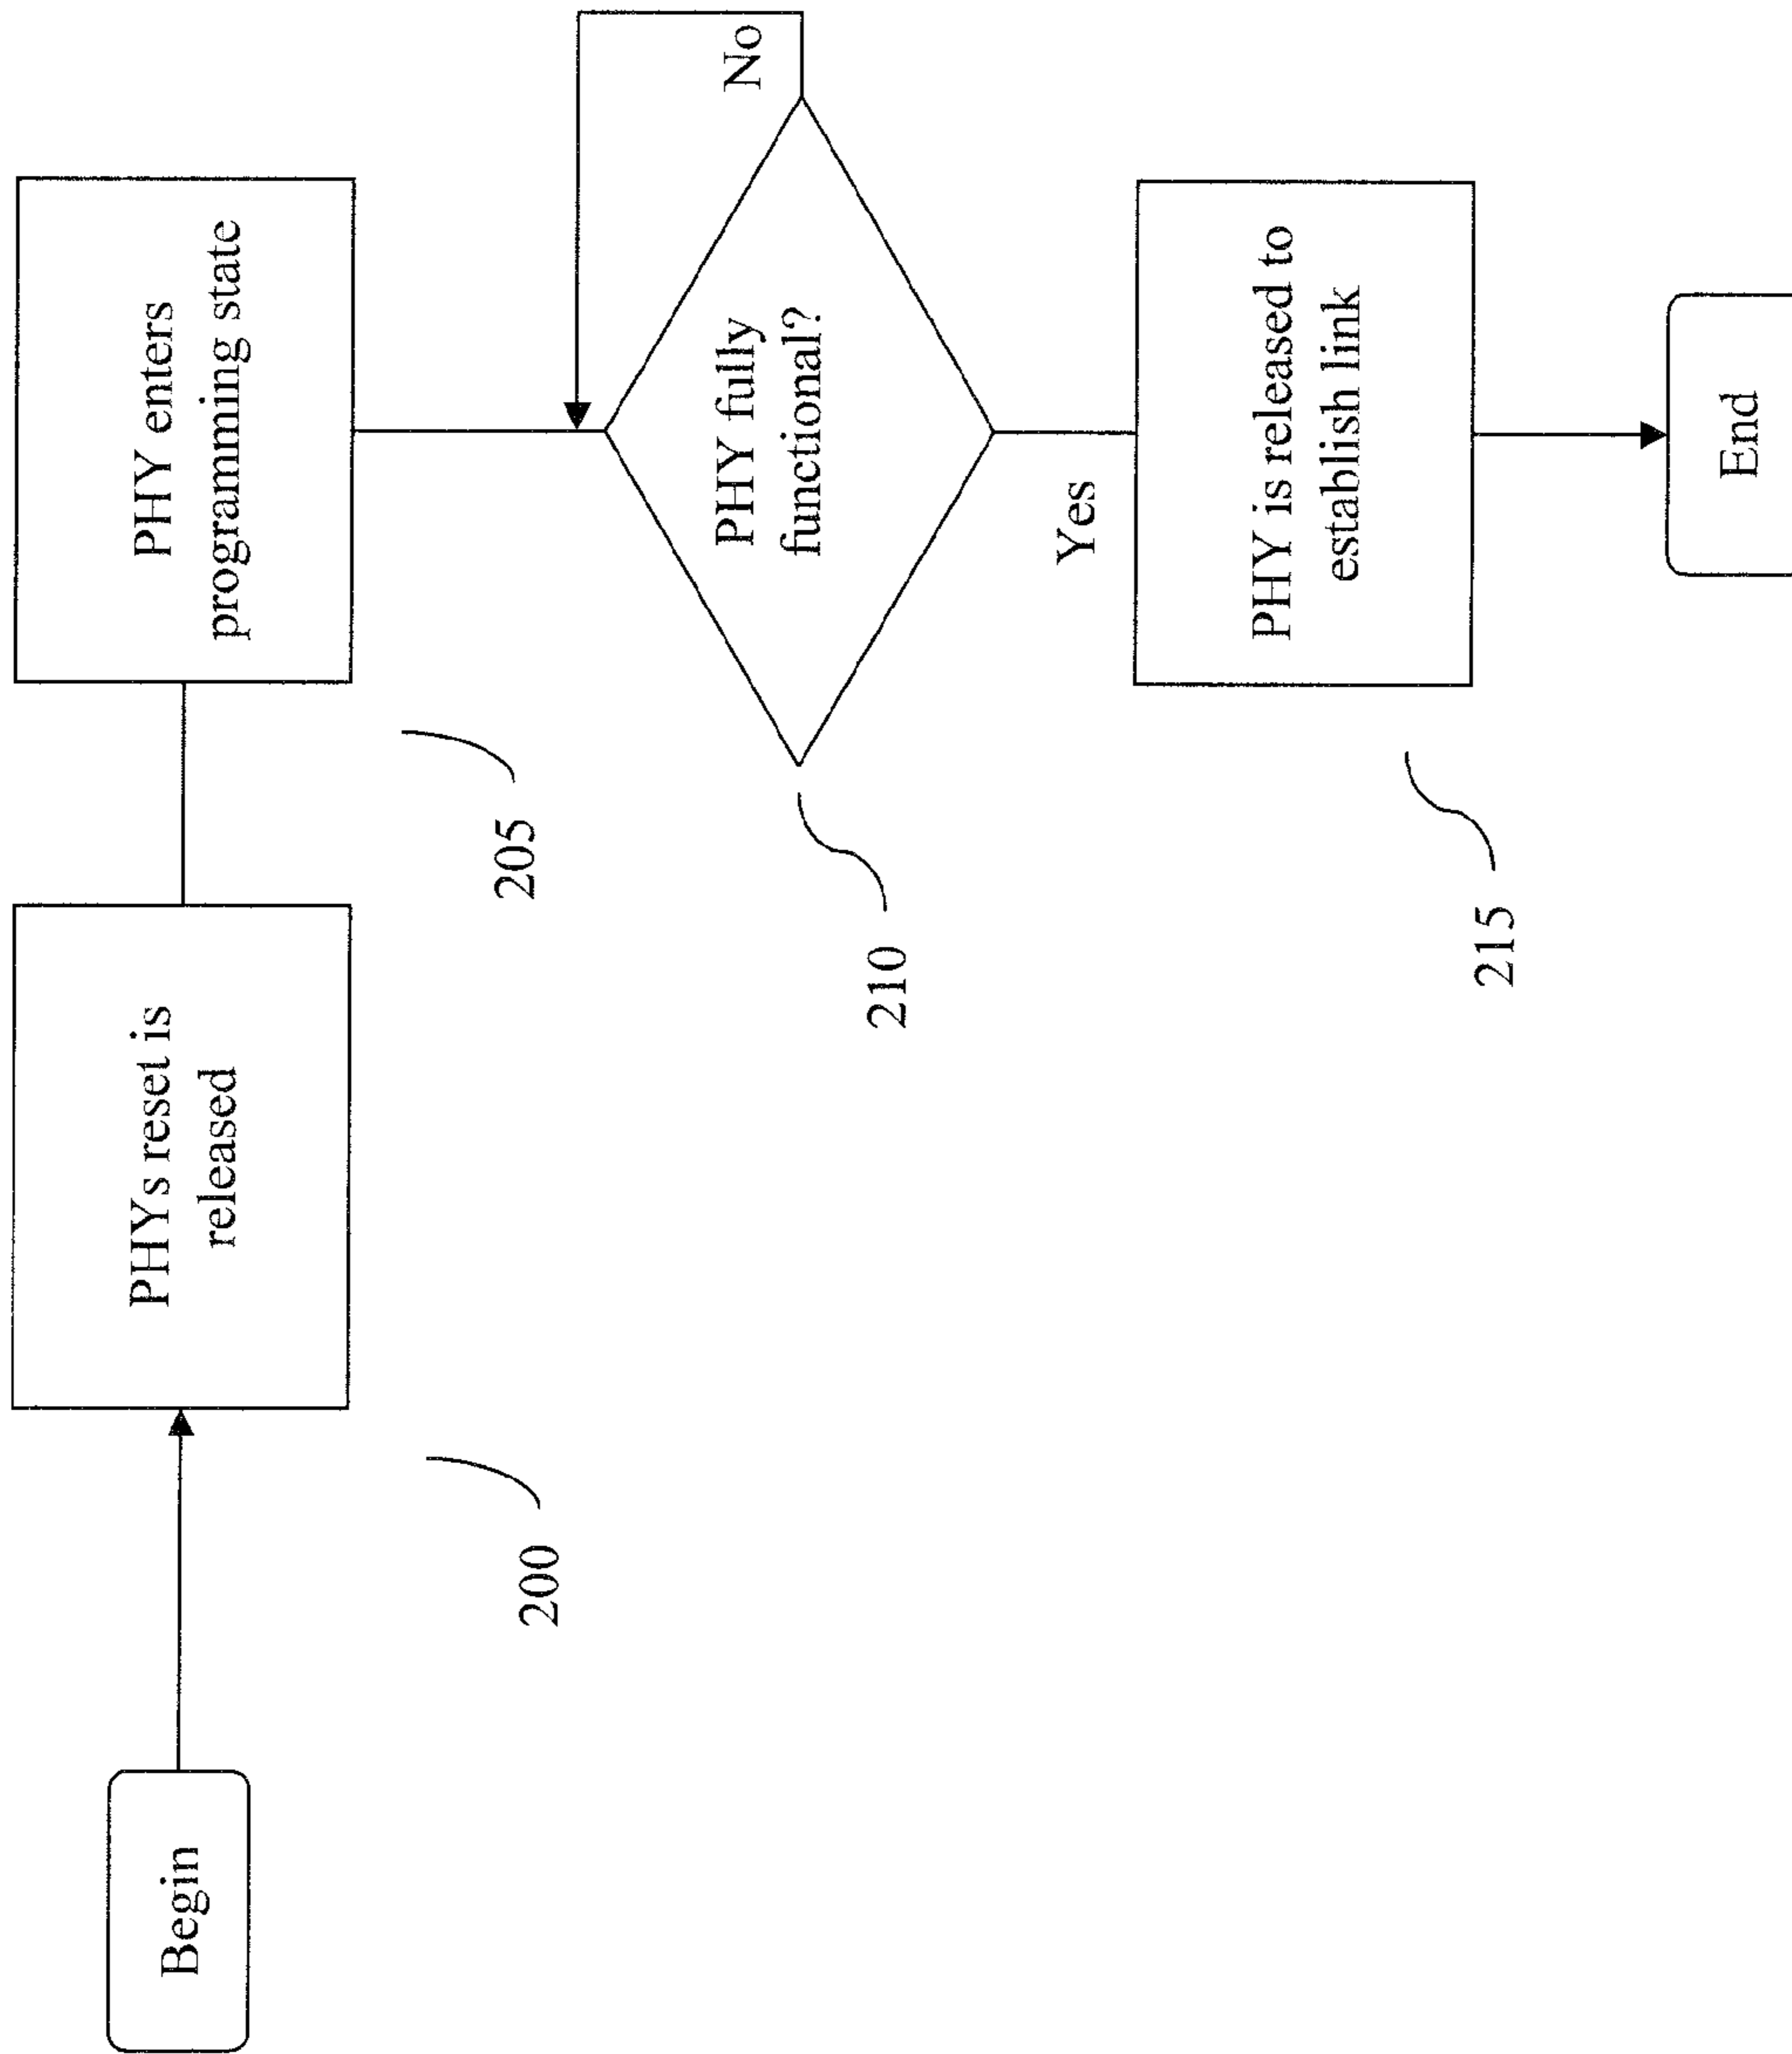 Begin
PHYs reset is
released
200
PHY enters
programming state
205
PHY fully
functional?
No
210
Yes
PHY is released to
establish link
215
End